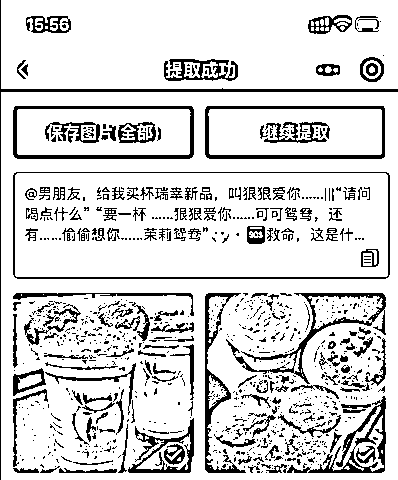 15:56
提取成功
保存图片(全部)
继续提取
@男朋友，给我买杯瑞幸新品，叫狠狠爱你……|||“请问
喝点什么” “要一杯 ……狠狠爱你……可可鸳鸯，还
有……偷偷想你……茉莉鸳鸯”
SOS救命，这是什...